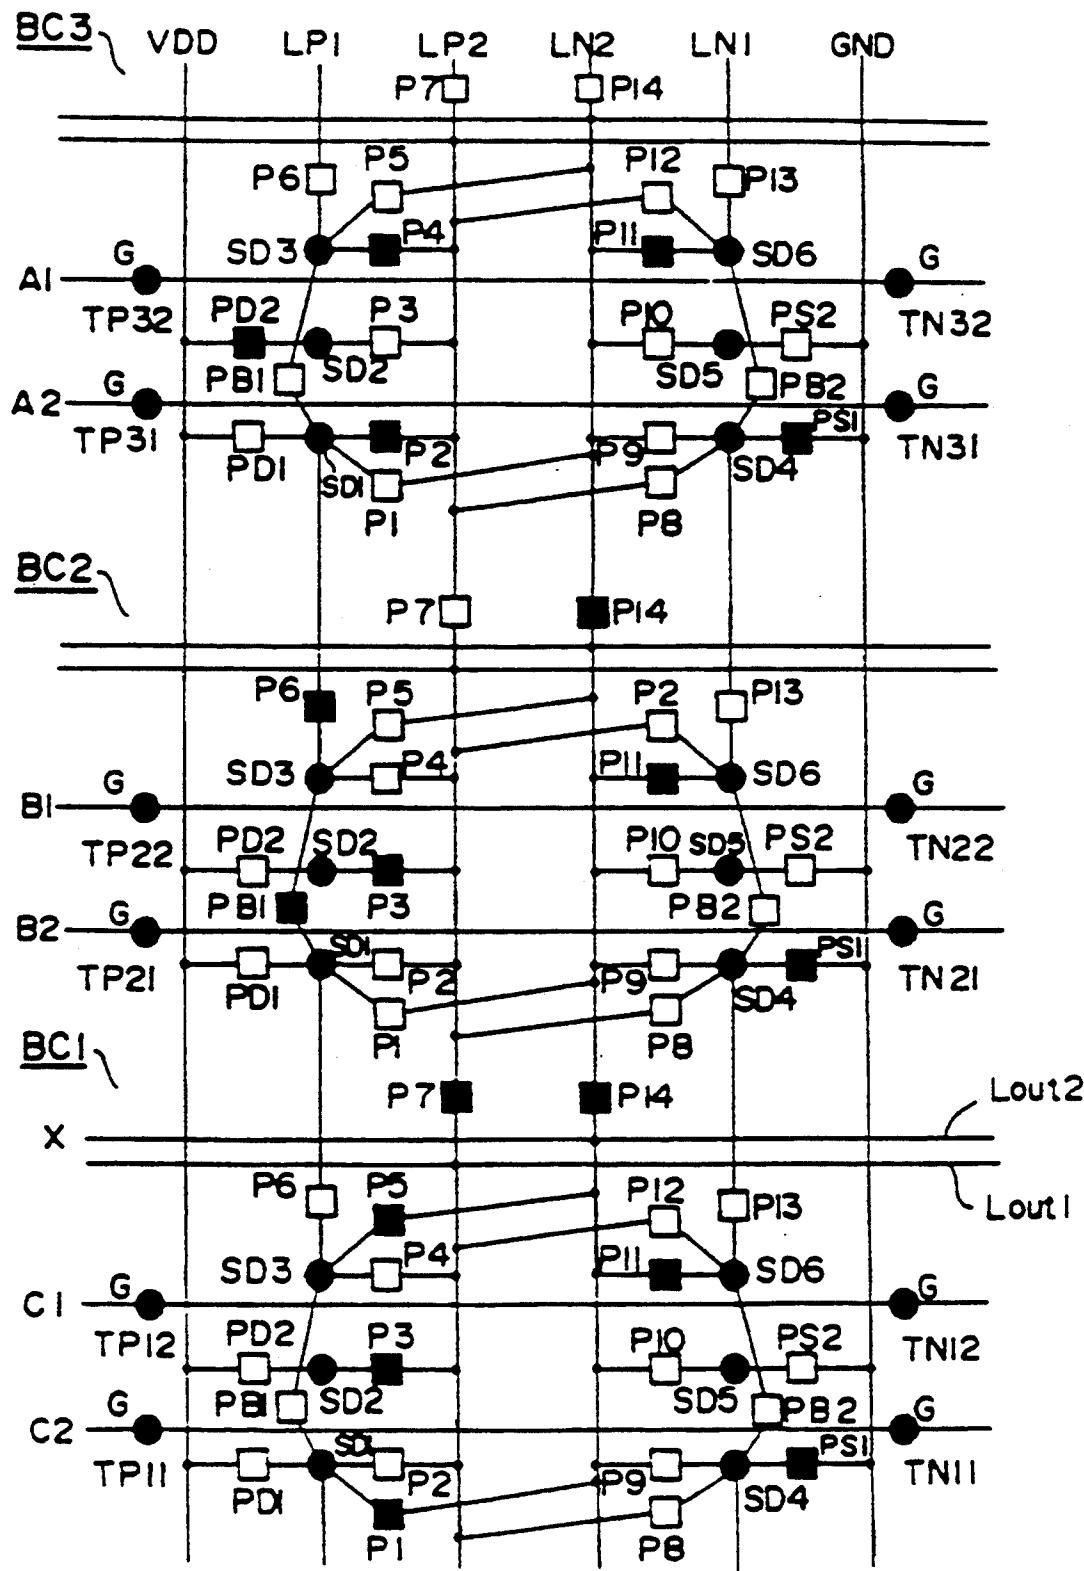 BC3 VDD LP1 LP2 LN2 LN1 GND
P7 P14
P5 P12
P6 P13
P4 P11
SD3 SD6
G G
A1
TP32 PD2 P3 P10 PS2 TN32
SD2 SD5
G PB1 PB2 G
A2
TP31 PS1 TN31
PD1 P2 P9 SD4
SD1
P1 P8
BC2
P7 P14
P6 P5 P2 P13
SD3 P4 P11 SD6
G G
B1
TP22 PD2 SD2 P10 SD5 PS2 TN22
G PB1 P3 PB2 G
B2
SD1 PS1
TP21 PD1 P2 P9 SD4 TN21
P1 P8
BC1
P7 P14 Lout2
X
P6 P5 P12 P13 Lout1
SD3 P4 P11 SD6
G G
C1
TP12 PD2 P3 P10 PS2 TN12
G PB1 SD2 SD5 PB2 G
C2
SD1 PS1
TP11 PD1 P2 P9 SD4 TN11
P1 P8